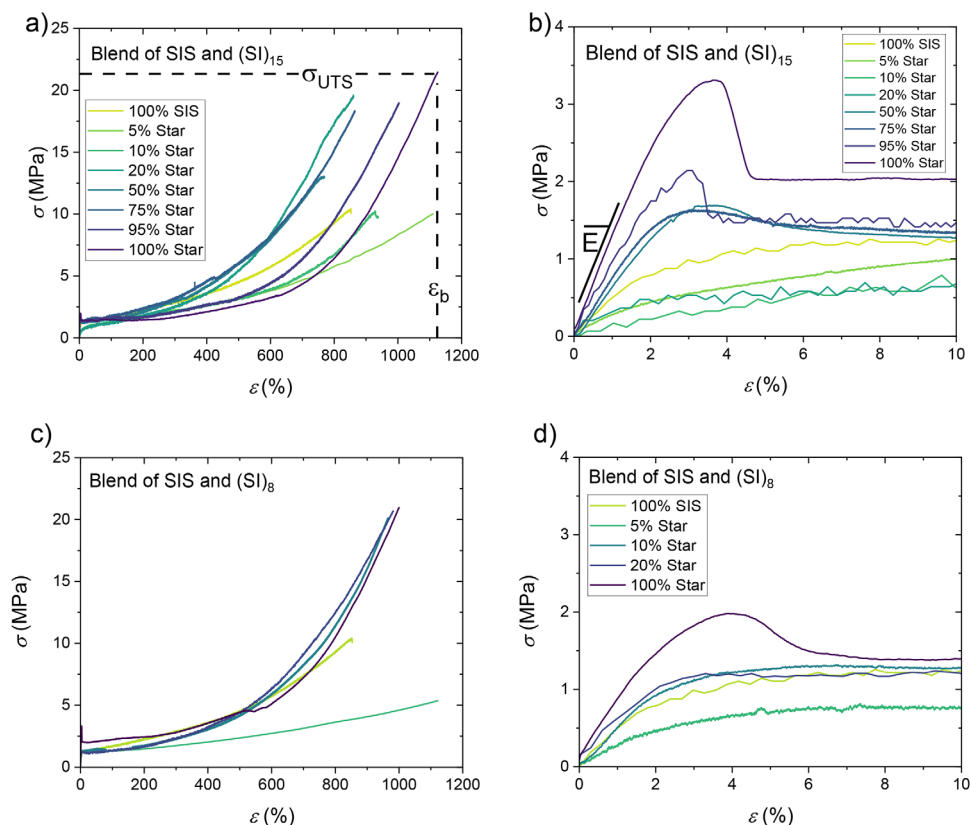 a)
Blend of SIS and (SI)15
σUTS
100% SIS
5% Star
10% Star
20% Star
50% Star
75% Star
95% Star
100% Star
εb
σ (MPa)
25
20
15
10
5
0
0 200 400 600 800 1000 1200
ε (%)
b)
Blend of SIS and (SI)15
100% SIS
5% Star
10% Star
20% Star
50% Star
75% Star
95% Star
100% Star
E
σ (MPa)
4
3
2
1
0
0 2 4 6 8 10
ε (%)
c)
Blend of SIS and (SI)8
σ (MPa)
25
20
15
10
5
0
0 200 400 600 800 1000 1200
ε (%)
d)
Blend of SIS and (SI)8
100% SIS
5% Star
10% Star
20% Star
100% Star
σ (MPa)
4
3
2
1
0
0 2 4 6 8 10
ε (%)